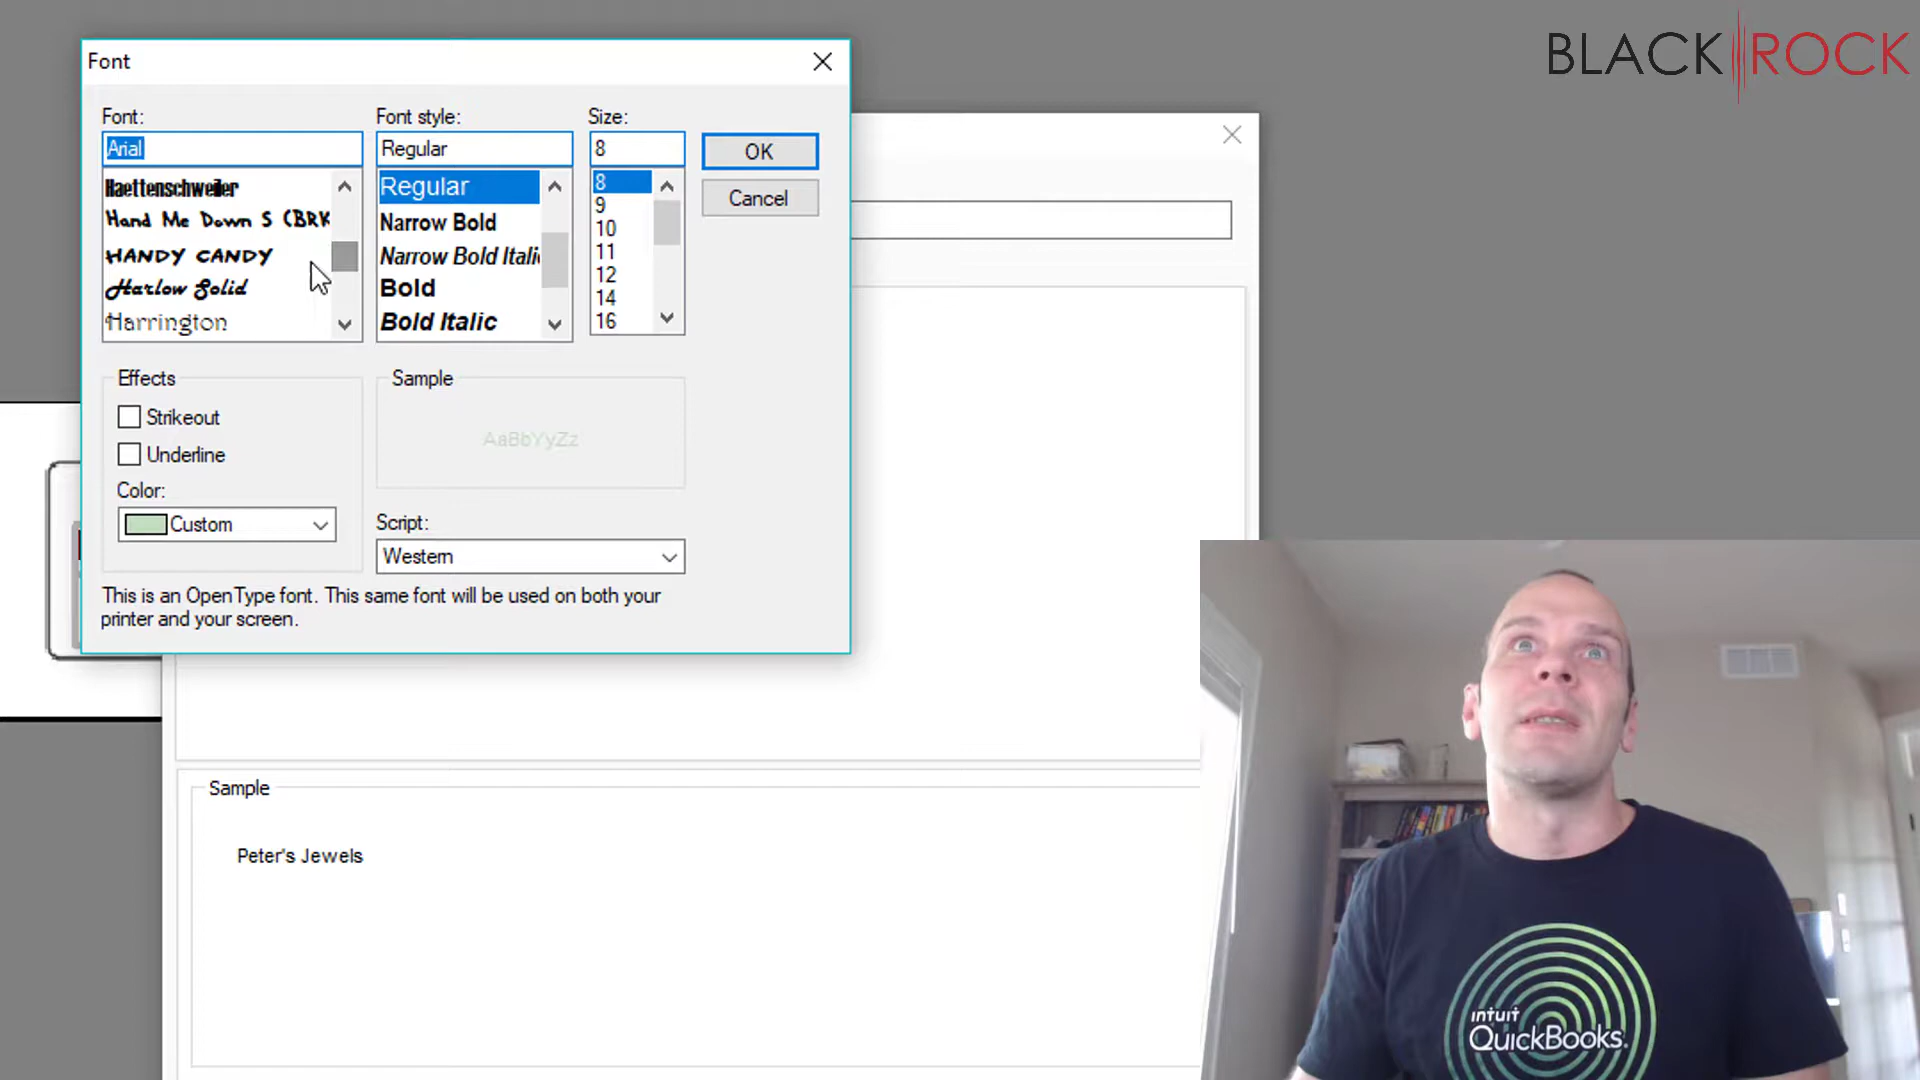 BLACK ROCK
Font
Font:
Font style:
Size:
Arial
Regular
8
OK
Cancel
Haettenschweiler
Hand Me Down S (BRK
HANDY CANDY
Harlow Solid
Harrington
Regular
Narrow Bold
Narrow Bold Itali
Bold
Bold Italic
8
9
10
11
12
14
16
Effects
Strikeout
Underline
Color:
Custom
Sample
AaBbYyZz
Script:
Western
This is an OpenType font. This same font will be used on both your
printer and your screen.
Sample
Peter's Jewels
intuit
QuickBooks.